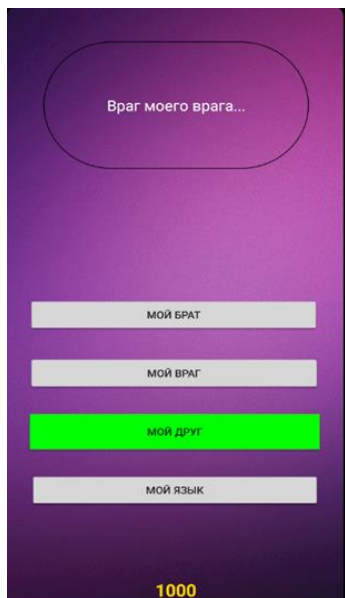 Враг моего врага...
МОЙ БРАТ
МОЙ ВРАГ
МОЙ ДРУГ
МОЙ ЯЗЫК
1000